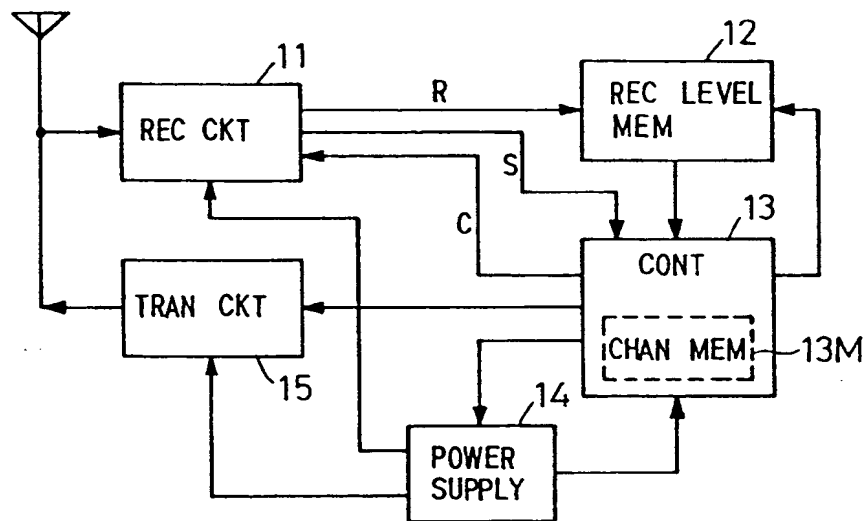 11
REC CKT
R
S
C
12
REC LEVEL
MEM
13
CONT
CHAN MEM
13M
TRAN CKT
15
14
POWER
SUPPLY